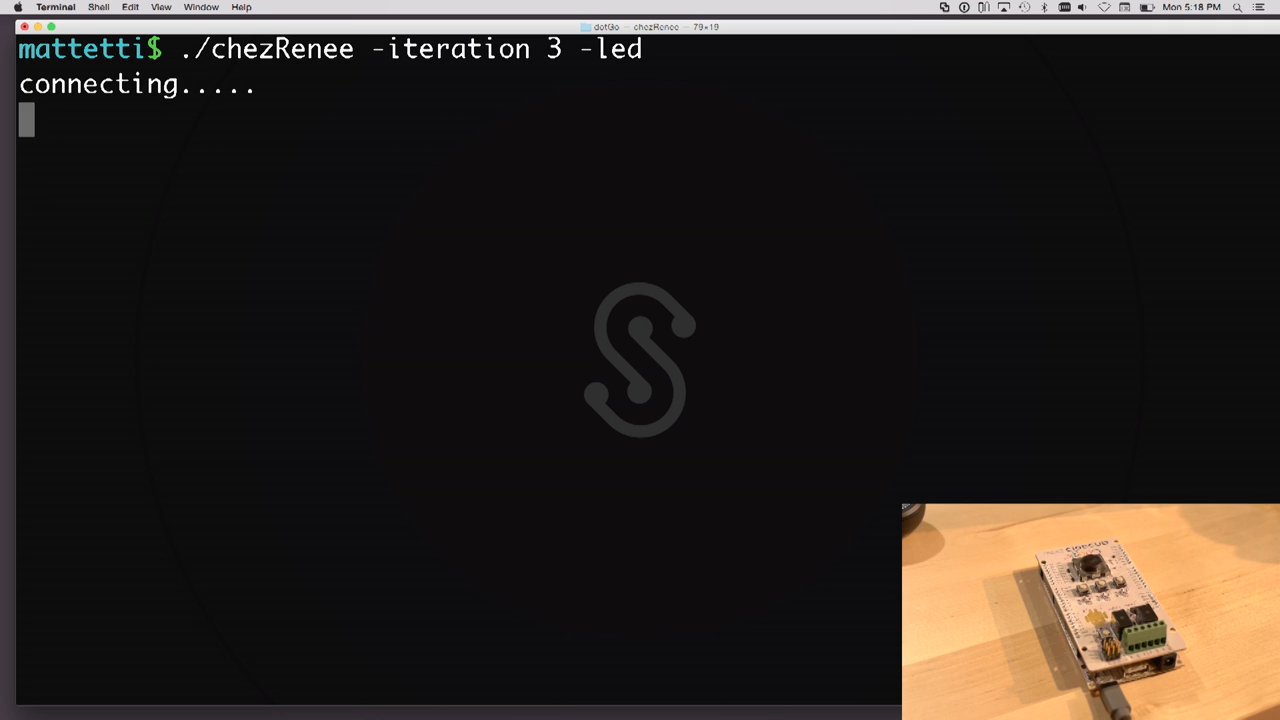 Terminal Shell Edit View Window Help Mon 5:18 PM
dotGo — chezRenee — 79×19
mattetti$ ./chezRenee -iteration 3 -led
connecting.....